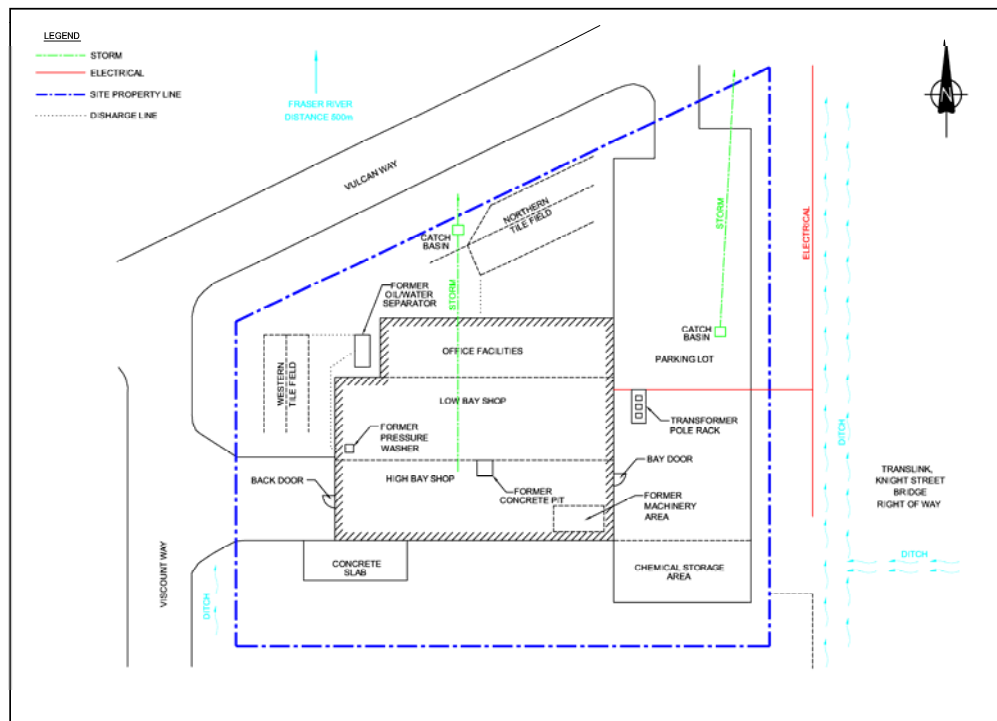 LEGEND
STORM
ELECTRICAL
SITE PROPERTY LINE
DISHARGE LINE
FRASER RIVER
DISTANCE 500m
N
VULCAN WAY
NORTHERN
TILE FIELD
CATCH
BASIN
STORM
STORM
ELECTRICAL
FORMER
OIL/WATER
SEPARATOR
WESTERN
TILE FIELD
OFFICE FACILITIES
CATCH
BASIN
PARKING LOT
LOW BAY SHOP
TRANSFORMER
POLE RACK
FORMER
PRESSURE
WASHER
DITCH
BACK DOOR
HIGH BAY SHOP
FORMER
CONCRETE PIT
BAY DOOR
FORMER
MACHINERY
AREA
TRANSLINK,
KNIGHT STREET
BRIDGE
RIGHT OF WAY
DITCH
CONCRETE
SLAB
CHEMICAL STORAGE
AREA
VISCOUNT WAY
DITCH